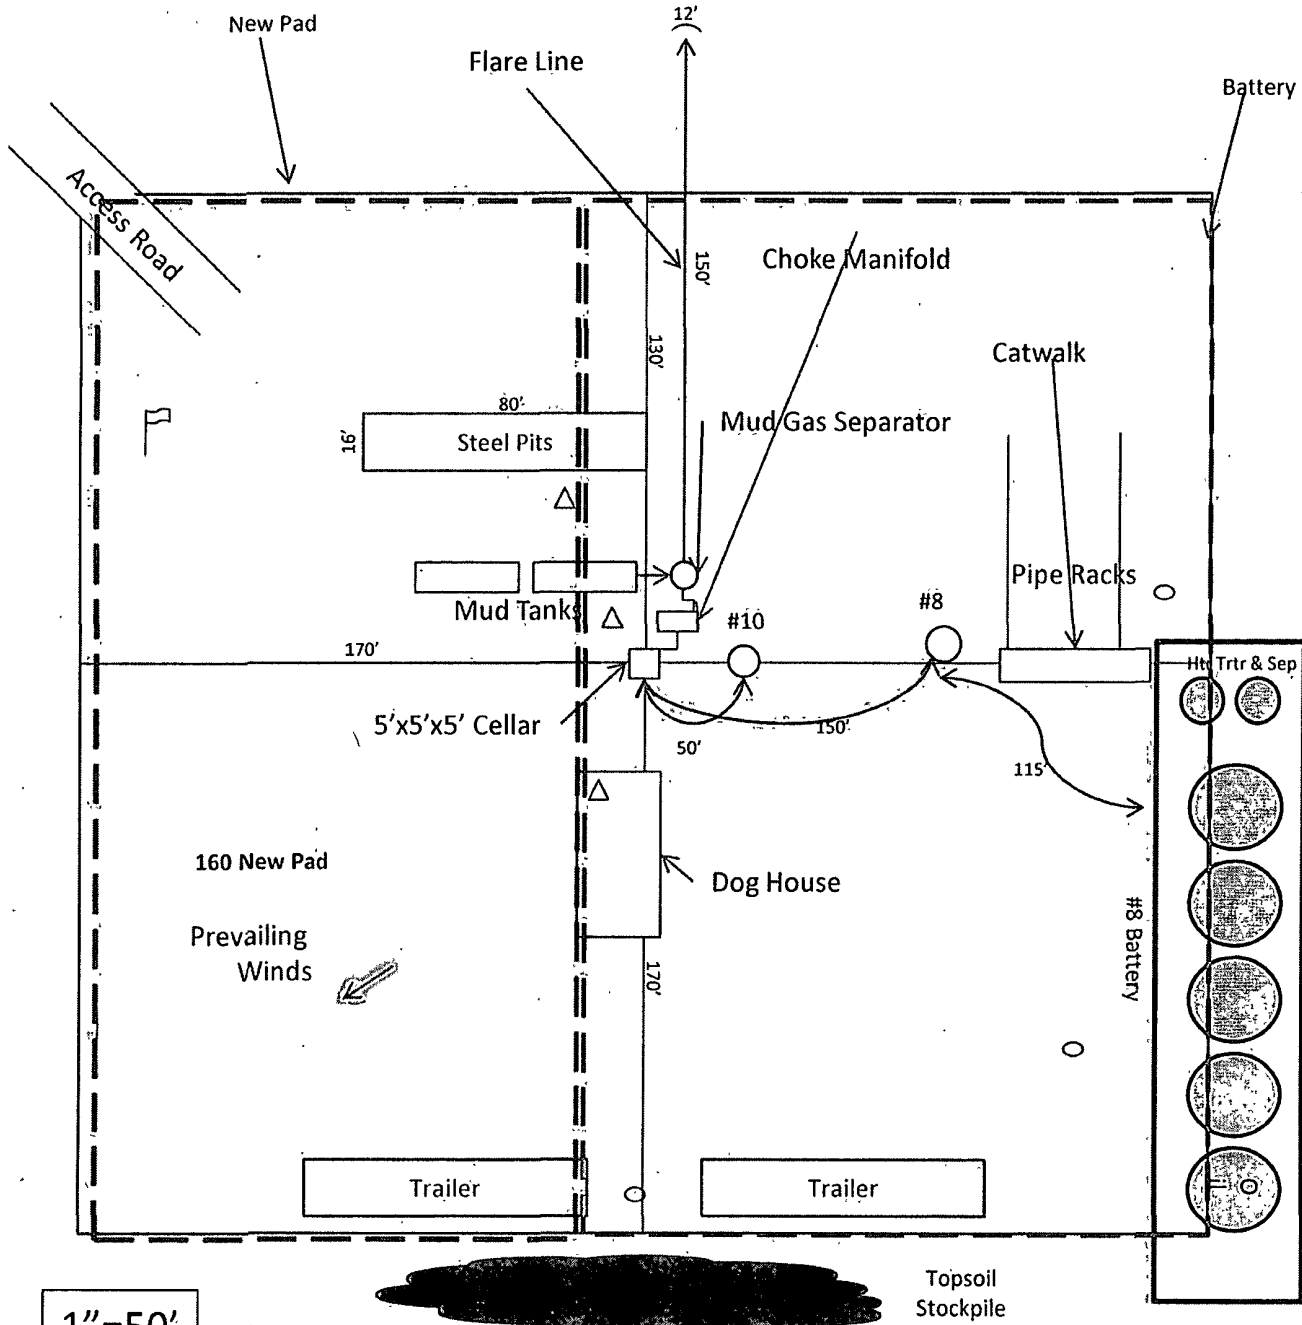 New Pad
12'
Flare Line
Battery
Access Road
150'
Choke Manifold
130'
Catwalk
80'
16'
Steel Pits
Mud Gas Separator
Pipe Racks
Mud Tanks
#10
#8
170'
Htr Trtr & Sep
5'x5'x5' Cellar
50'
150'
115'
160 New Pad
Dog House
#8 Battery
Prevailing
Winds
170'
Trailer
Trailer
Topsoil
Stockpile
1"=50'